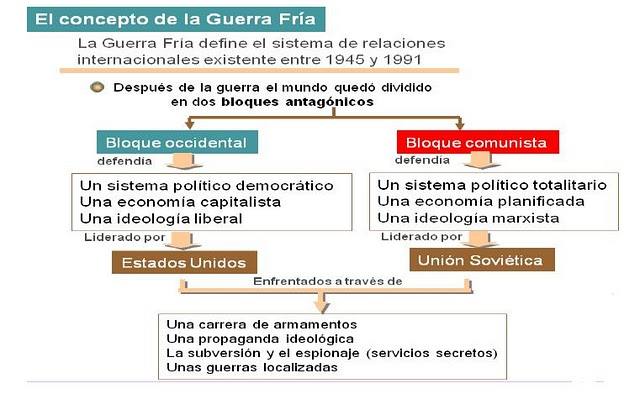 El concepto de la Guerra Fría
La Guerra Fría define el sistema de relaciones
internacionales existente entre 1945 y 1991
Después de la guerra el mundo quedó dividido
en dos bloques antagónicos
Bloque occidental
Bloque comunista
defendía
defendía
Un sistema político democrático
Una economía capitalista
Una ideología liberal
Un sistema político totalitario
Una economía planificada
Una ideología marxista
Liderado por
Liderado por
Estados Unidos
Unión Soviética
Enfrentados a través de
Una carrera de armamentos
Una propaganda ideológica
La subversión y el espionaje (servicios secretos)
Unas guerras localizadas